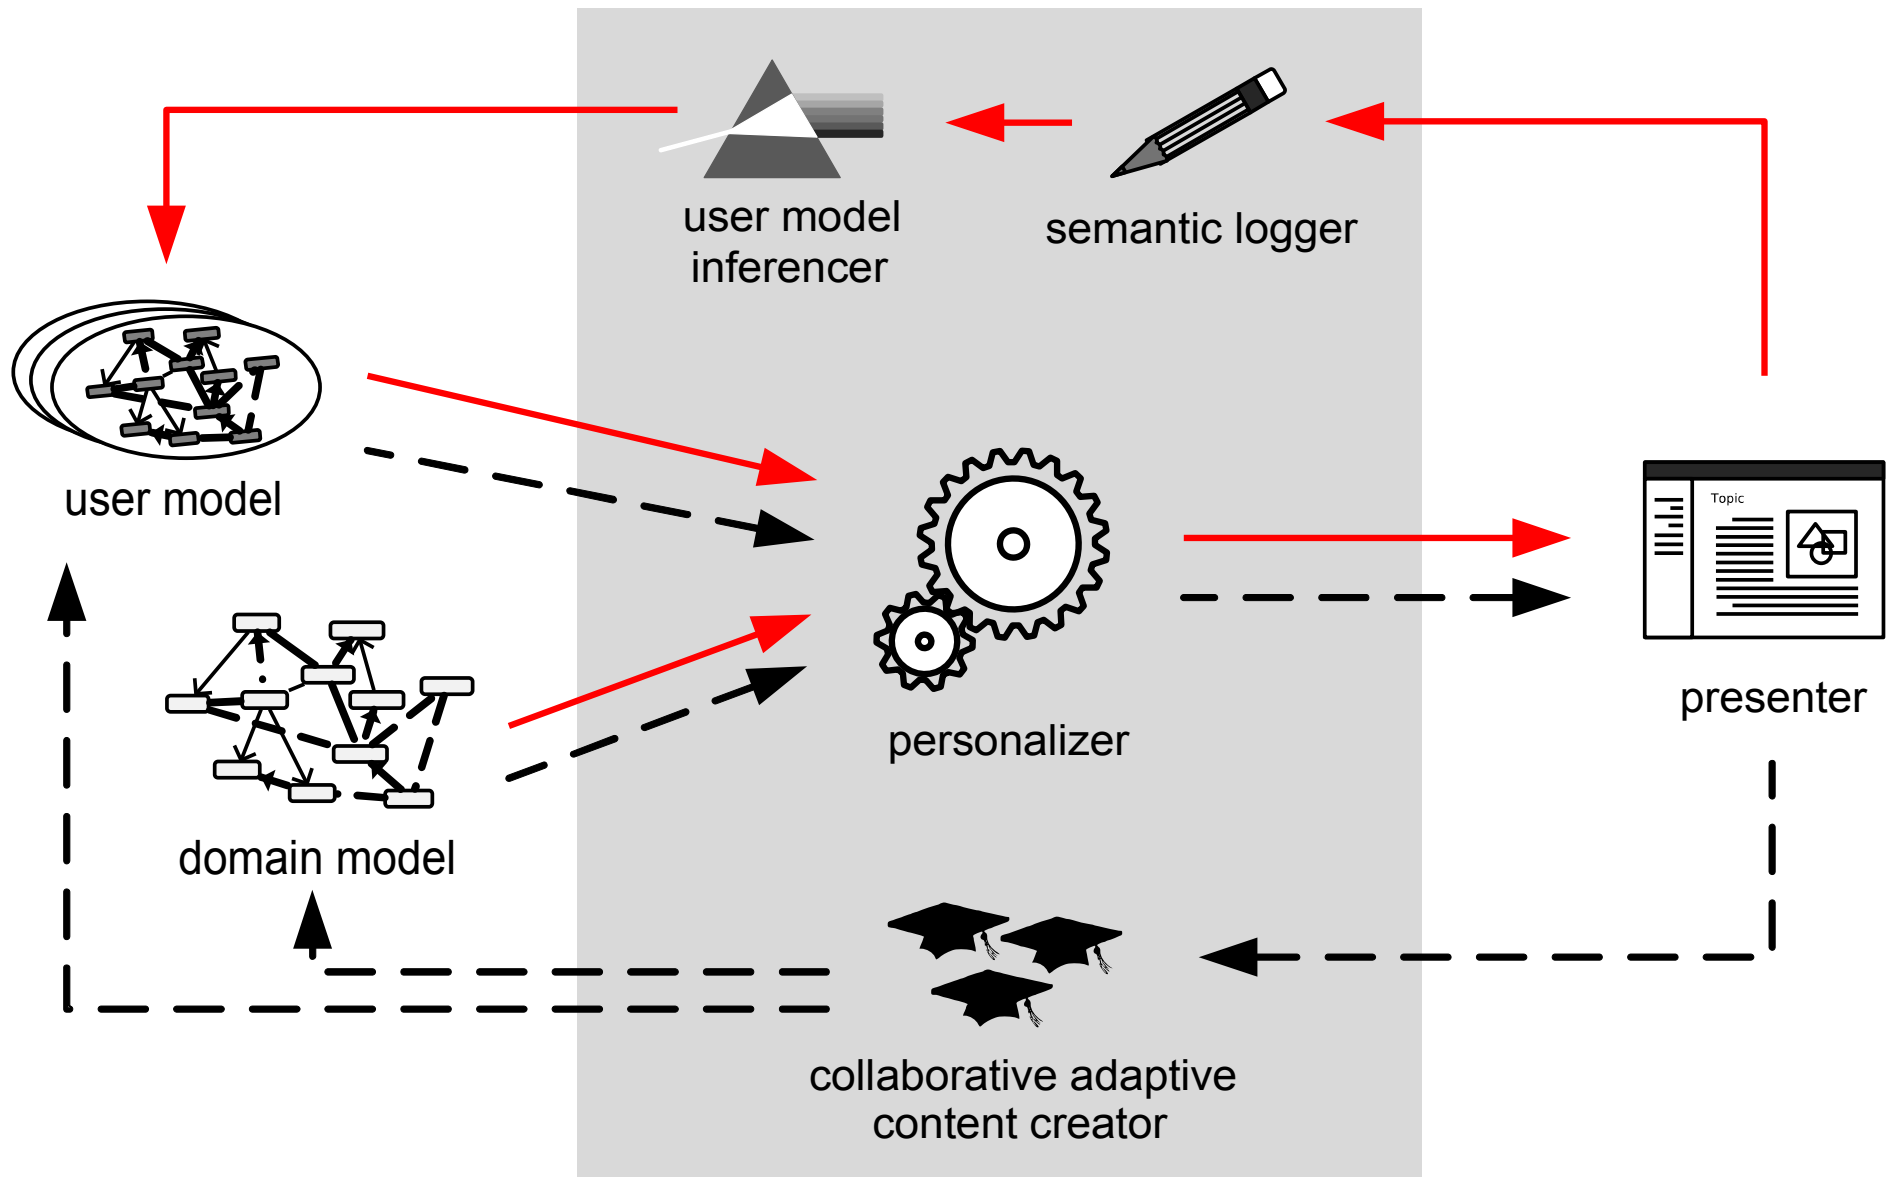 user model
inferencer
semantic logger
user model
Topic
presenter
personalizer
domain model
collaborative adaptive
content creator